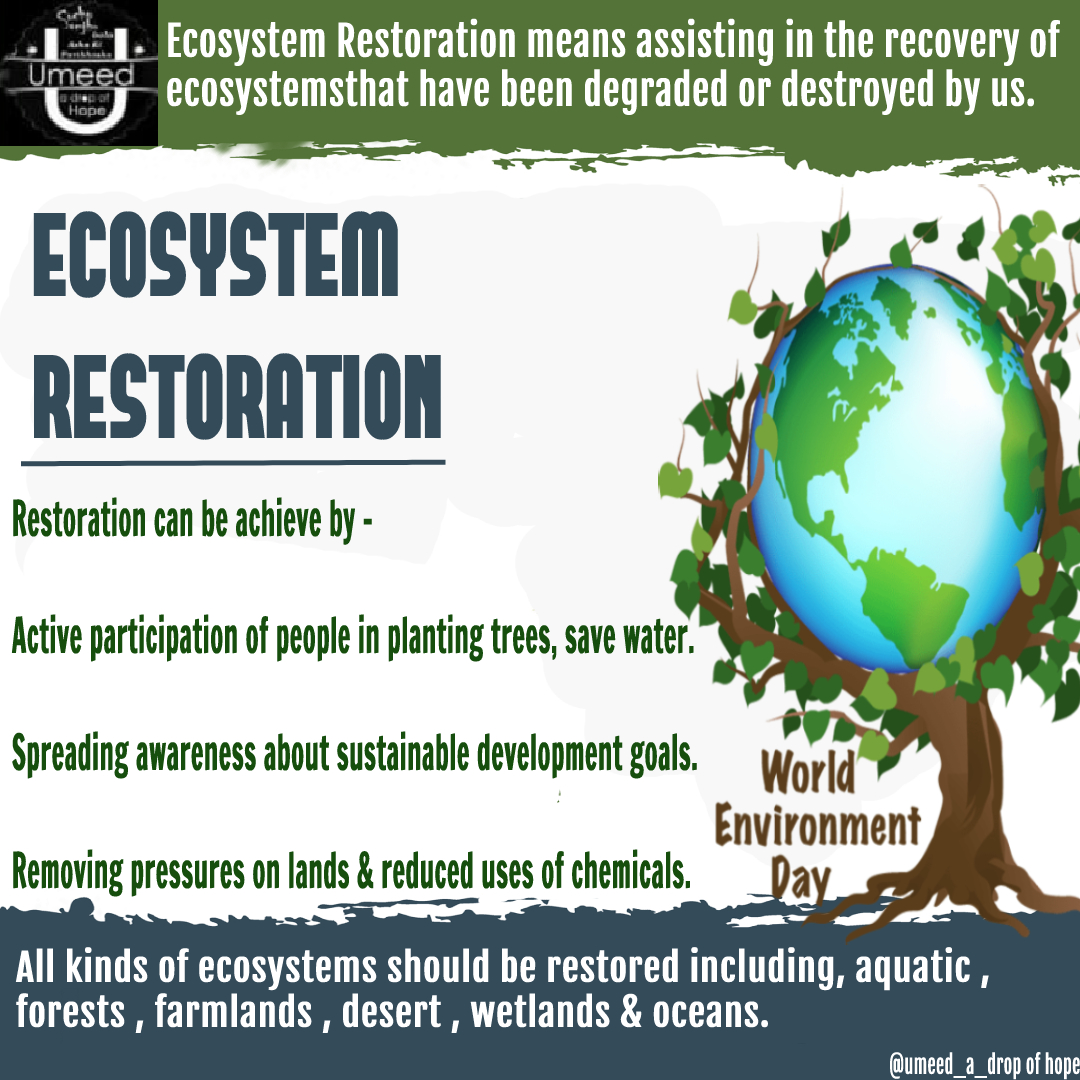 Umeed
a drop of
Hope
Ecosystem Restoration means assisting in the recovery of
ecosystemsthat have been degraded or destroyed by us.
ECOSYSTEM
RESTORATION
Restoration can be achieve by -
Active participation of people in planting trees, save water.
Spreading awareness about sustainable development goals.
Removing pressures on lands & reduced uses of chemicals.
World
Environment
Day
All kinds of ecosystems should be restored including, aquatic ,
forests , farmlands , desert , wetlands & oceans.
@umeed_a_drop of hope